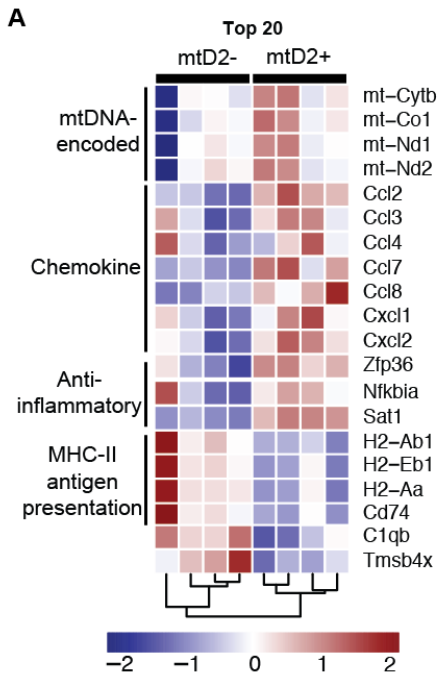 A
Top 20
mtD2- mtD2+
mtDNA-
encoded
mt−Cytb
mt−Co1
mt−Nd1
mt−Nd2
Chemokine
Ccl2
Ccl3
Ccl4
Ccl7
Ccl8
Cxcl1
Cxcl2
Anti-
inflammatory
Zfp36
Nfkbia
Sat1
MHC-II
antigen
presentation
H2−Ab1
H2−Eb1
H2−Aa
Cd74
C1qb
Tmsb4x
−2 −1 0 1 2